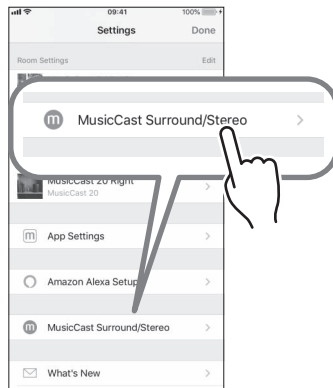 09:41
100%
Settings
Done
Room Settings
Edit
m MusicCast Surround/Stereo
MusicCast 20 Right
MusicCast 20
m App Settings
Amazon Alexa Setup
m MusicCast Surround/Stereo
What's New